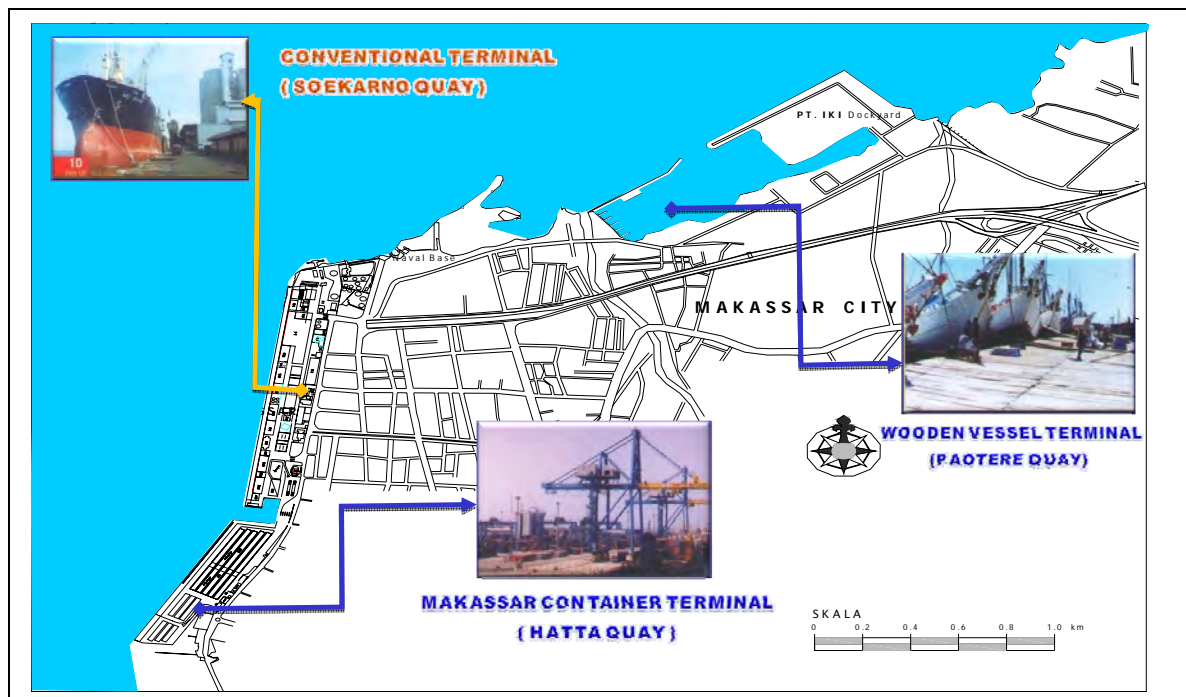 CONVENTIONAL TERMINAL
( SOEKARNO QUAY)
10
PT. IKI Dockyard
Naval Base
MAKASSAR CITY
WOODEN VESSEL TERMINAL
(PAOTERE QUAY)
MAKASSAR CONTAINER TERMINAL
( HATTA QUAY )
SKALA
0 0.2 0.4 0.6 0.8 1.0 km